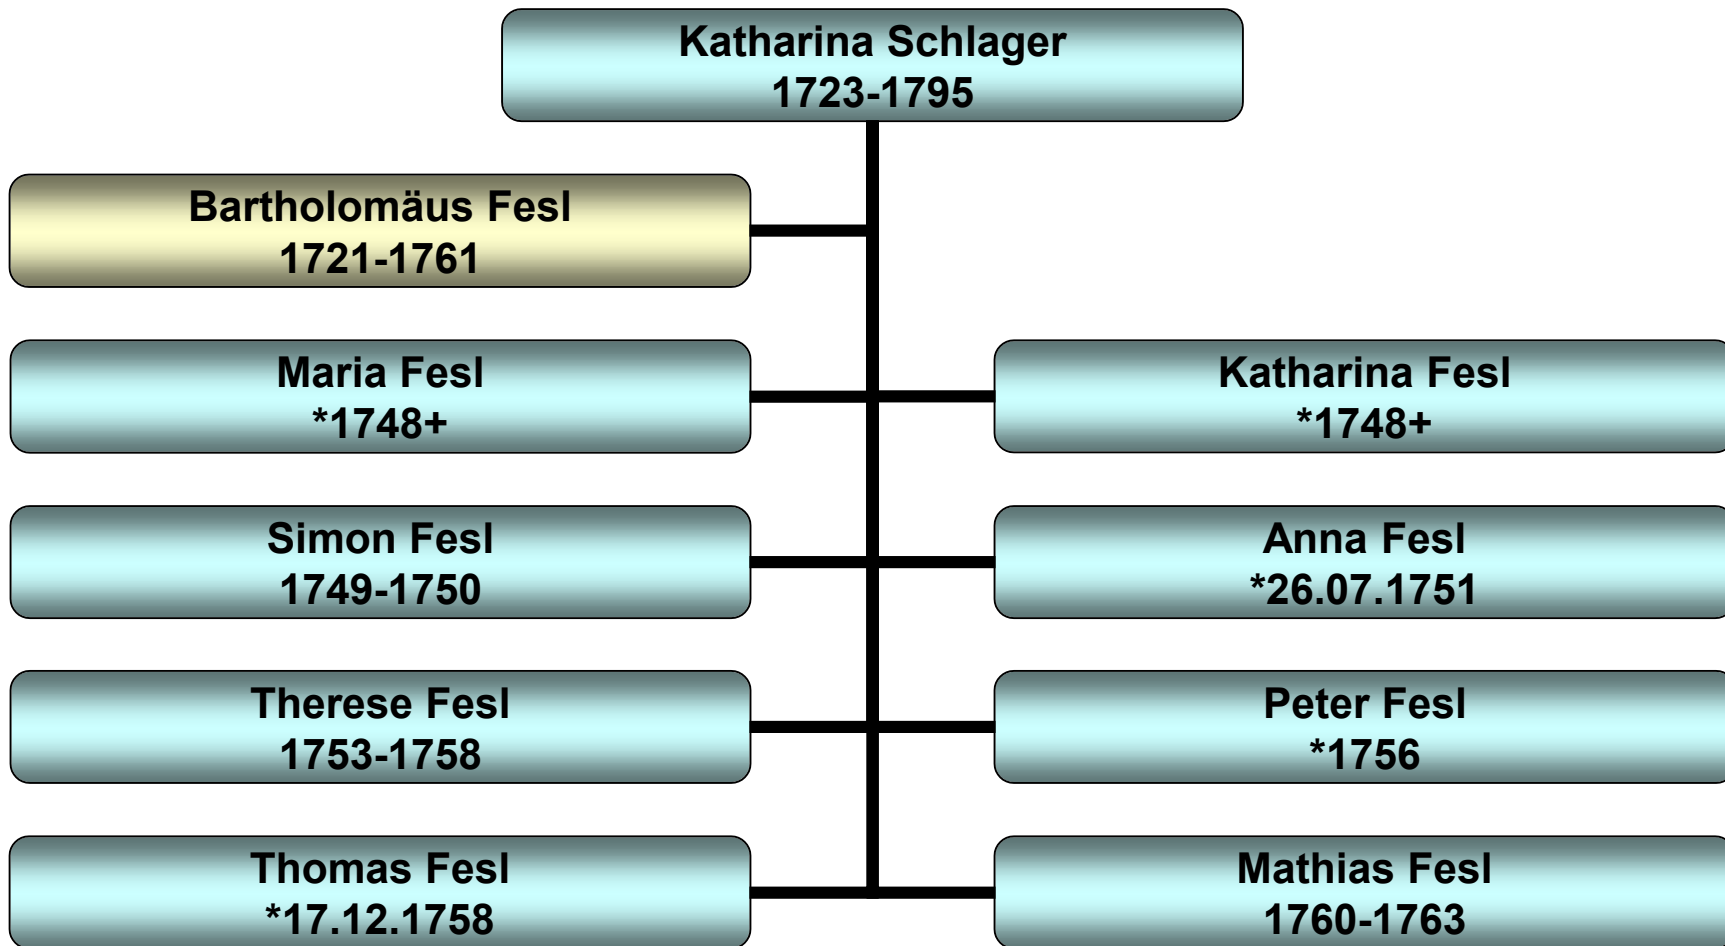 Katharina Schlager
1723-1795
Bartholomäus Fesl
1721-1761
Maria Fesl
*1748+
Katharina Fesl
*1748+
Simon Fesl
1749-1750
Anna Fesl
*26.07.1751
Therese Fesl
1753-1758
Peter Fesl
*1756
Thomas Fesl
*17.12.1758
Mathias Fesl
1760-1763